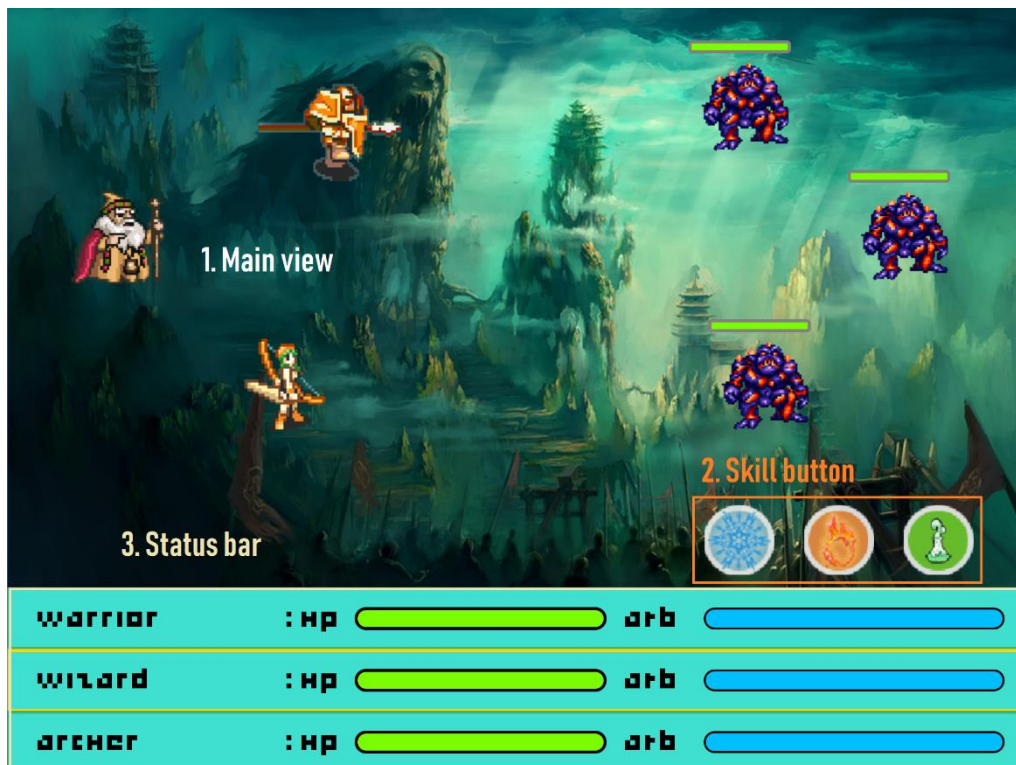 1. Main view
2. Skill button
3. Status bar
warrior :HP arb
wizard :HP arb
archer :HP arb